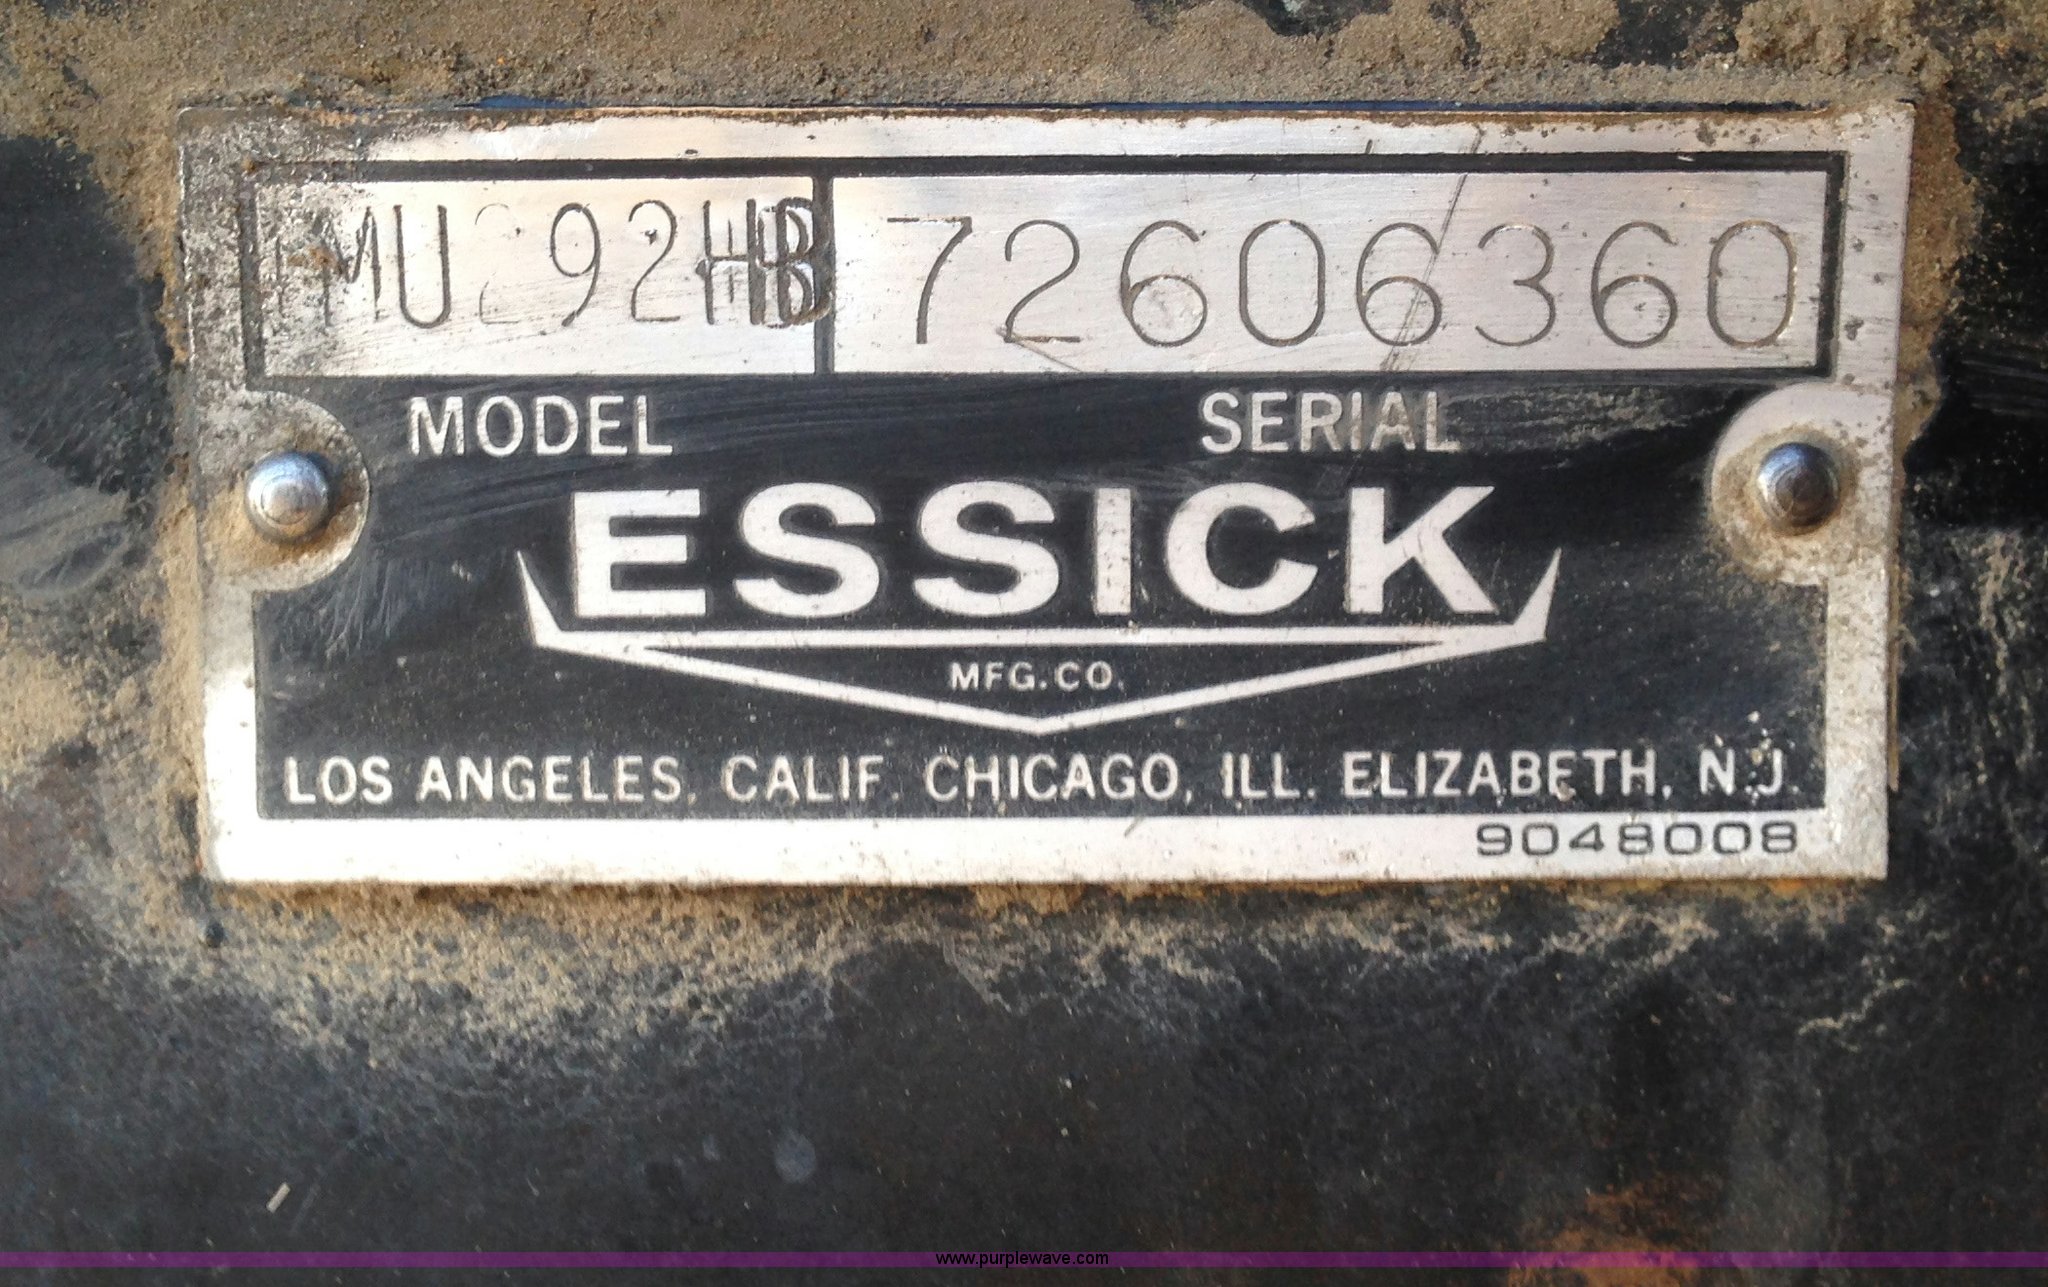 72606360
MODEL SERIAL
ESSICK
MFG. CO.
LOS ANGELES, CALIF. CHICAGO, ILL. ELIZABETH, N.J.
9048008
www.purplewave.com